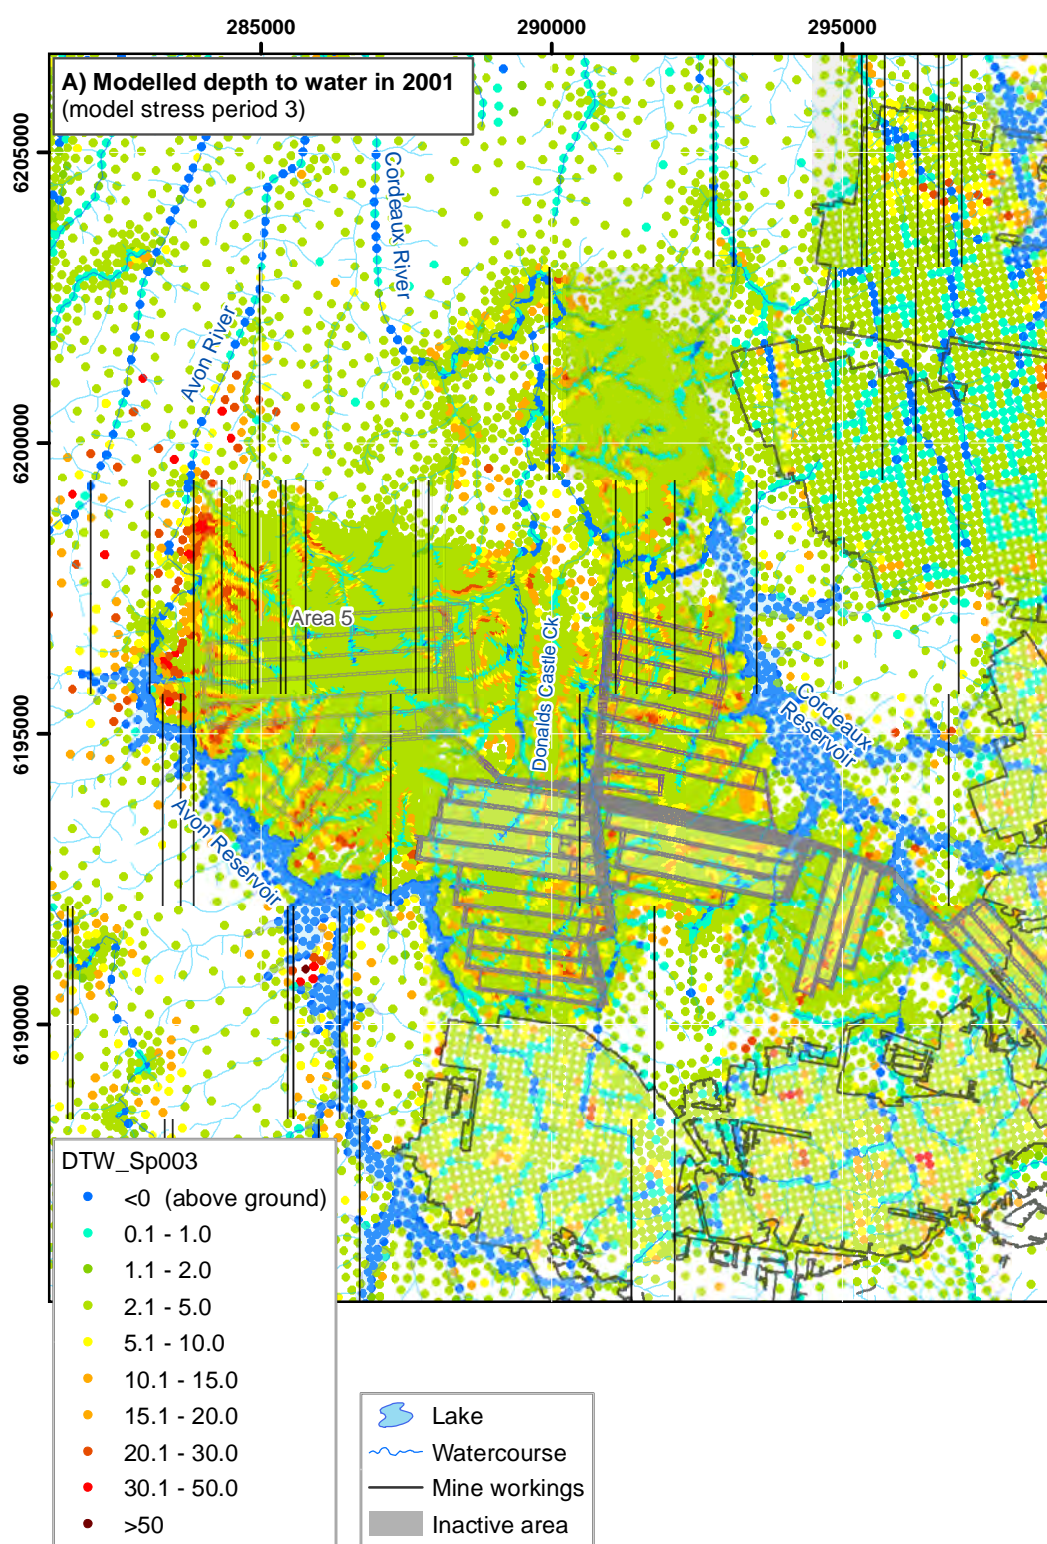 285000
290000
295000
A) Modelled depth to water in 2001
(model stress period 3)
6205000
Cordeaux River
Avon River
6200000
Area 5
Donalds Castle Ck
6195000
Cordeaux
Reservoir
Avon Reservoir
6190000
DTW_Sp003
<0 (above ground)
0.1 - 1.0
1.1 - 2.0
2.1 - 5.0
5.1 - 10.0
10.1 - 15.0
15.1 - 20.0
20.1 - 30.0
30.1 - 50.0
>50
Lake
Watercourse
Mine workings
Inactive area